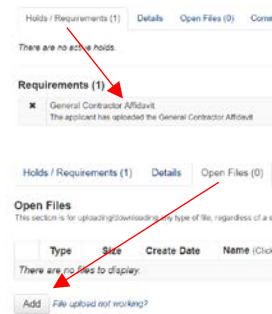 Holds / Requirements (1) Details Open Files (0)
There are no active holds.
Requirements (1)
✖ General Contractor Affidavit
The applicant has uploaded the General Contractor Affidavit
Holds / Requirements (1) Details Open Files (0)
Open Files
This section is for uploading/downloading any type of file, regardless of a
Type Size Create Date Name
There are no files to display.
Add File upload not working?